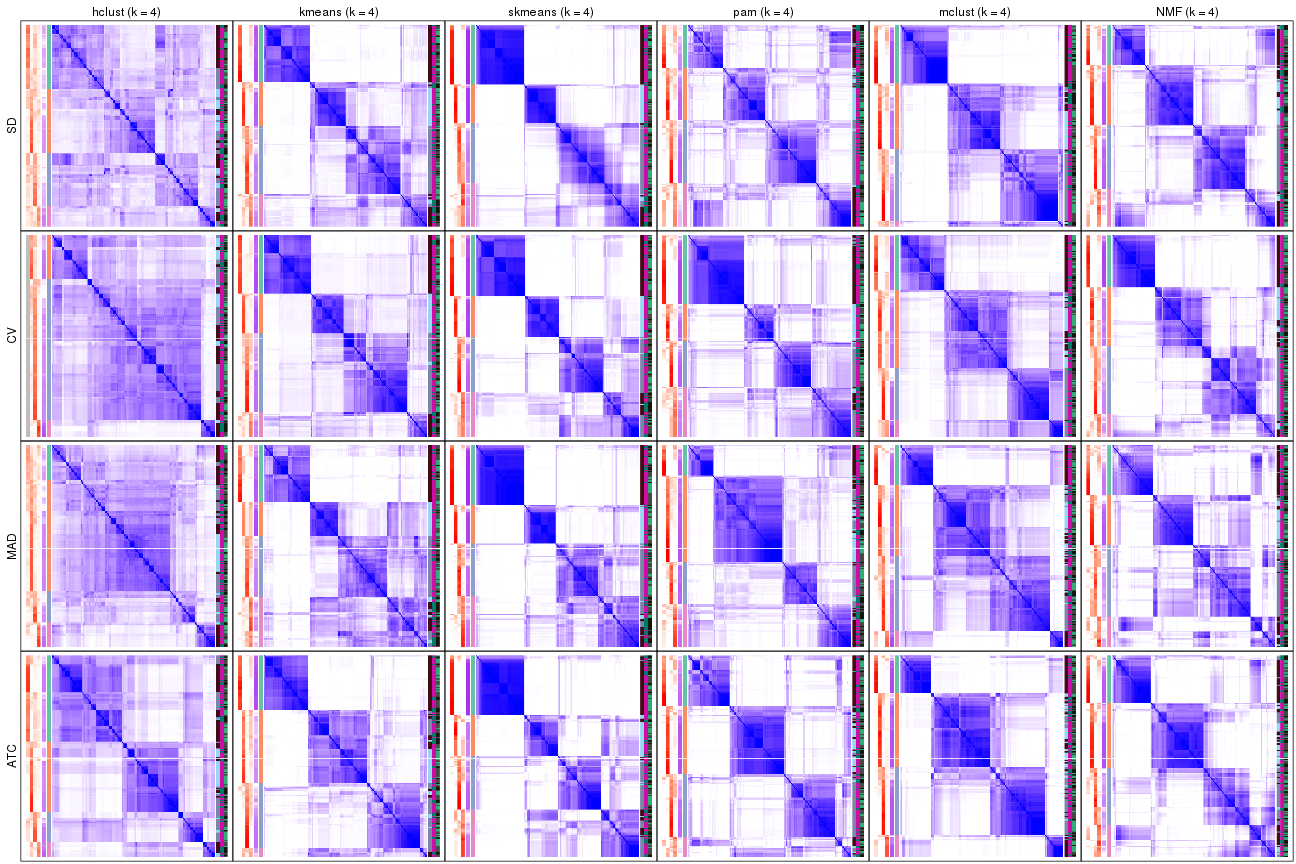 hclust (k = 4) kmeans (k = 4) skmeans (k = 4) pam (k = 4) mclust (k = 4) NMF (k = 4)
SD
CV
MAD
ATC